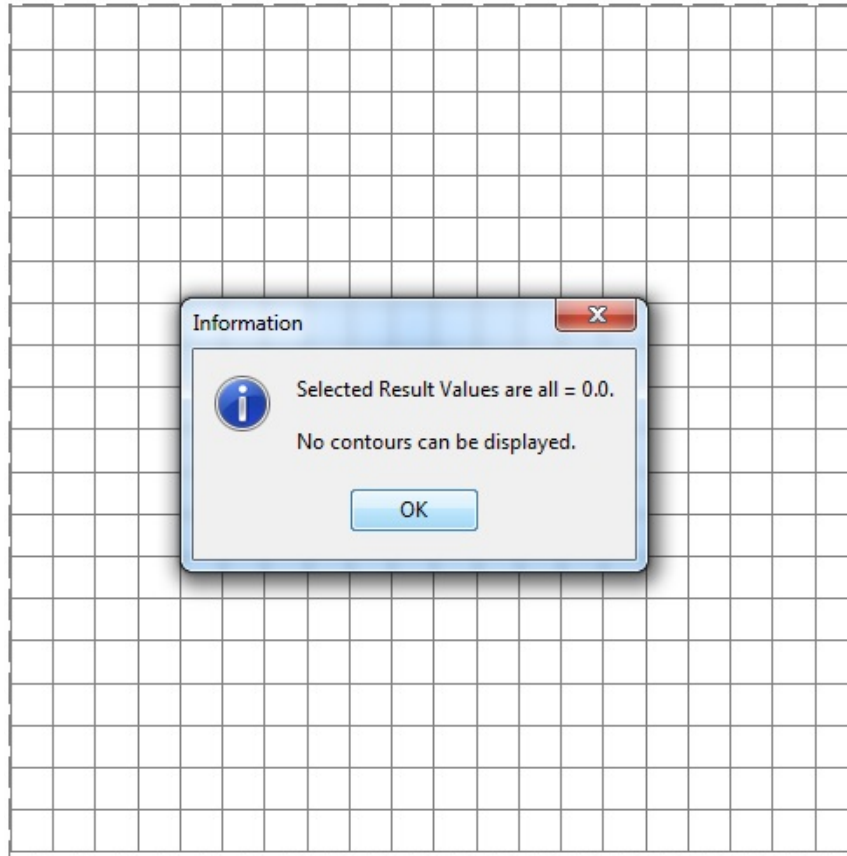 Information
Selected Result Values are all = 0.0.
No contours can be displayed.
OK